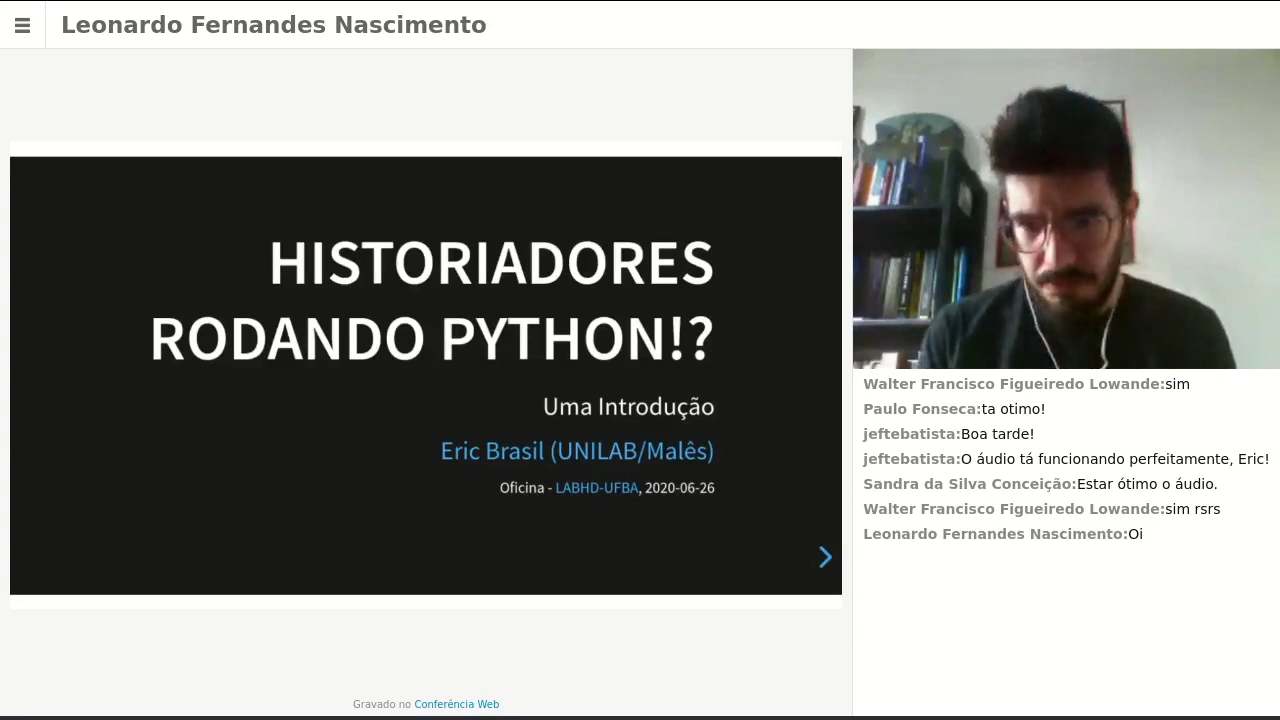 Leonardo Fernandes Nascimento
HISTORIADORES
RODANDO PYTHON!?
Uma Introdução
Eric Brasil (UNILAB/Malês)
Oficina - LABHD-UFBA, 2020-06-26
Gravado no Conferência Web
Walter Francisco Figueiredo Lowande:sim
Paulo Fonseca:ta otimo!
jeftebatista:Boa tarde!
jeftebatista:O áudio tá funcionando perfeitamente, Eric!
Sandra da Silva Conceição:Estar ótimo o áudio.
Walter Francisco Figueiredo Lowande:sim rsrs
Leonardo Fernandes Nascimento:Oi